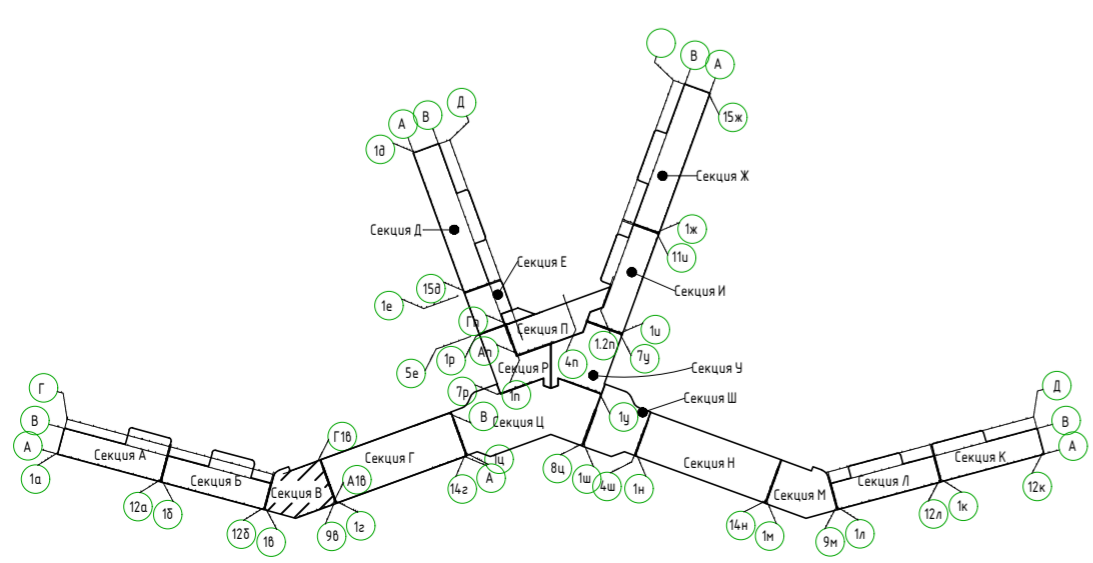 В
А
15ж
Д
В
А
1д
Секция Ж
Секция Д
1ж
11и
Секция Е
15д
Секция И
1е
Гп
Секция П
1и
1.2п
7у
1р
Ап
4п
5е
Секция Р
Секция У
7р
1п
Секция Ш
Г
Д
В
Секция Ц
1у
В
В
А
Г1в
Секция Г
А
Секция А
1ц
Секция Н
Секция К
1а
8ц
А
А1в
Секция Б
Секция В
14г
1ш
4ш
1н
Секция М
Секция Л
12к
12а
1б
12л
1к
12б
1в
9в
1г
14н
1м
9м
1л